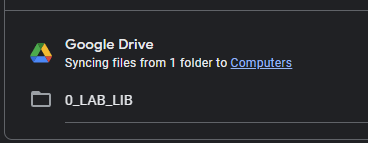 Google Drive
Syncing files from 1 folder to Computers
0_LAB_LIB